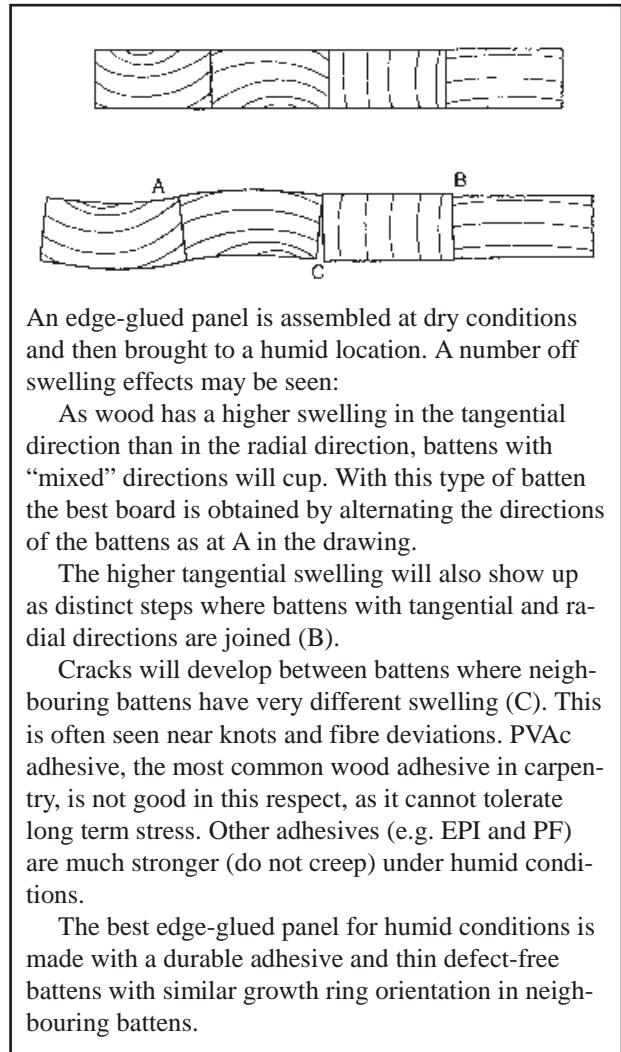 A
B
C
An edge-glued panel is assembled at dry conditions
and then brought to a humid location. A number off
swelling effects may be seen:
As wood has a higher swelling in the tangential
direction than in the radial direction, battens with
“mixed” directions will cup. With this type of batten
the best board is obtained by alternating the directions
of the battens as at A in the drawing.
The higher tangential swelling will also show up
as distinct steps where battens with tangential and ra-
dial directions are joined (B).
Cracks will develop between battens where neigh-
bouring battens have very different swelling (C). This
is often seen near knots and fibre deviations. PVAc
adhesive, the most common wood adhesive in carpen-
try, is not good in this respect, as it cannot tolerate
long term stress. Other adhesives (e.g. EPI and PF)
are much stronger (do not creep) under humid condi-
tions.
The best edge-glued panel for humid conditions is
made with a durable adhesive and thin defect-free
battens with similar growth ring orientation in neigh-
bouring battens.